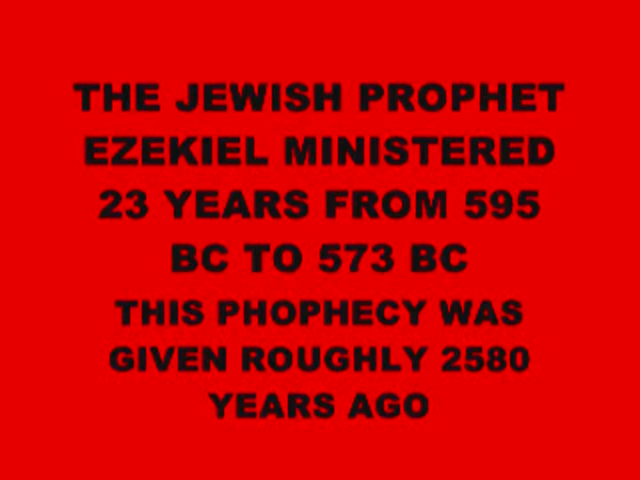 THE JEWISH PROPHET
EZEKIEL MINISTERED
23 YEARS FROM 595
BC TO 573 BC
THIS PHOPHECY WAS
GIVEN ROUGHLY 2580
YEARS AGO